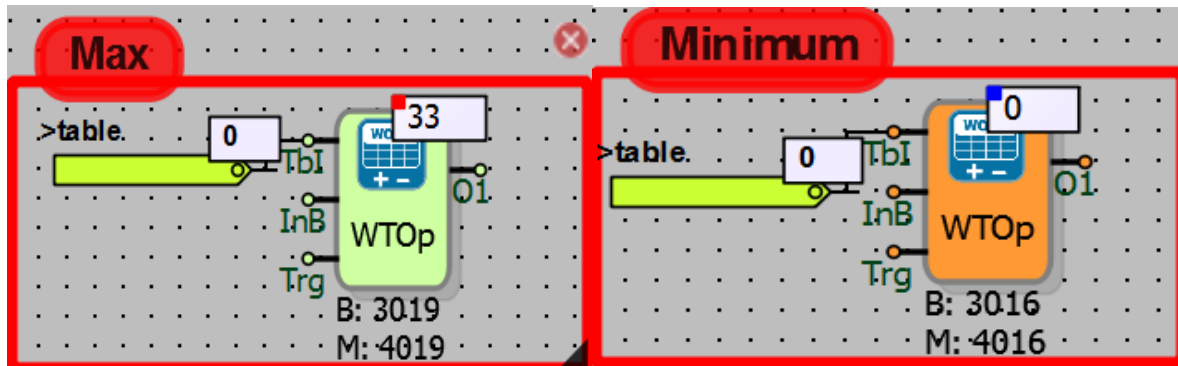 Max
>table.
0
33
TbI
InB
Trg
O1
WTOp
B: 3019
M: 4019
Minimum
>table.
0
0
TbI
InB
Trg
O1
WTOp
B: 3016
M: 4016